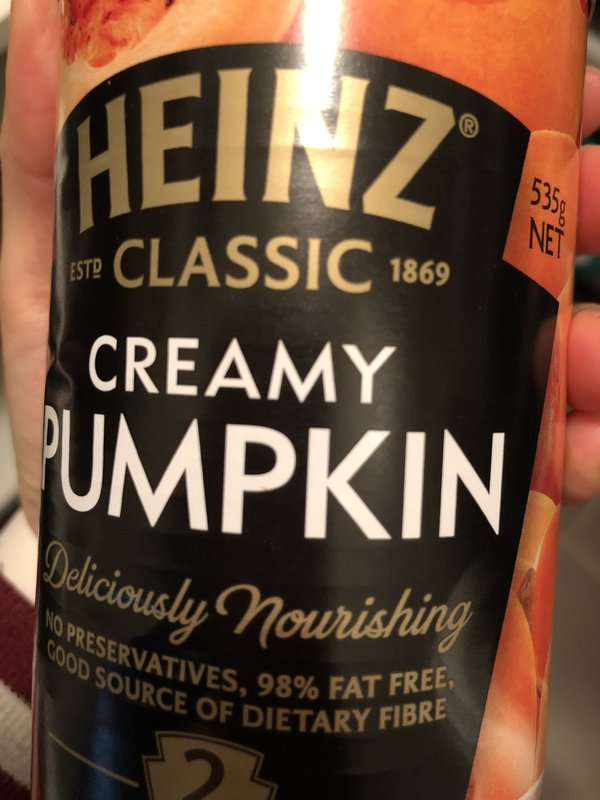 HEINZ®
ESTD CLASSIC 1869
535g
NET
CREAMY
PUMPKIN
Deliciously Nourishing
NO PRESERVATIVES, 98% FAT FREE,
GOOD SOURCE OF DIETARY FIBRE
2